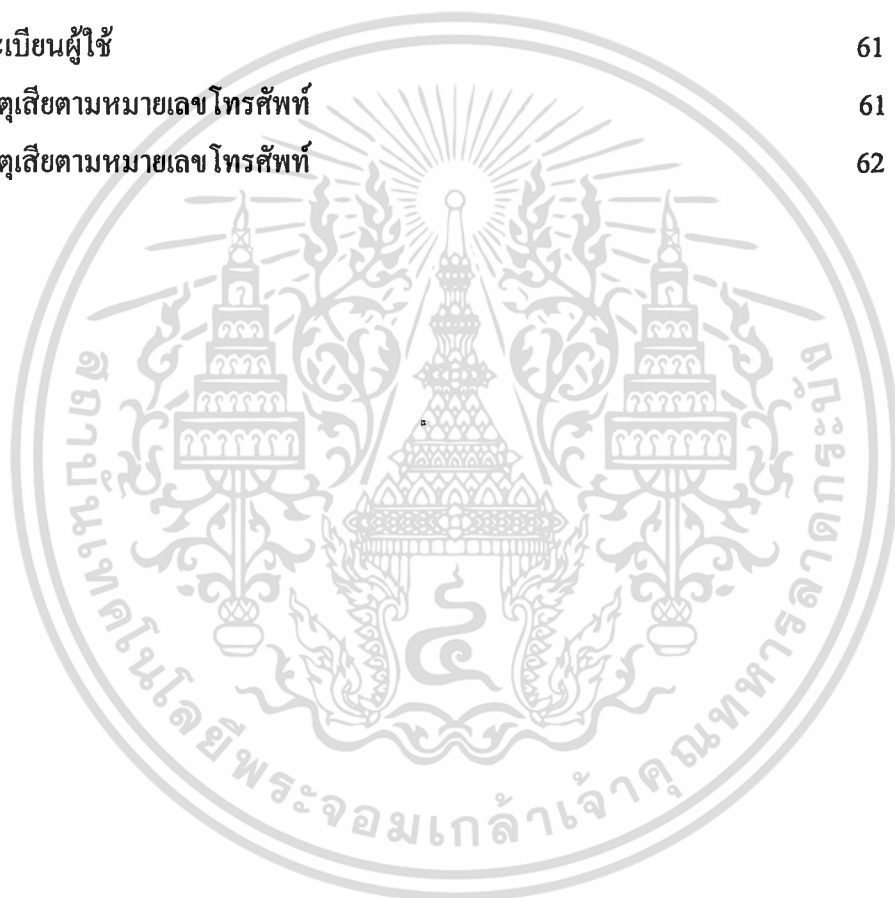 ะเบียนผู้ใช้ 61
ตุเสียตามหมายเลขโทรศัพท์ 61
ตุเสียตามหมายเลขโทรศัพท์ 62
๔
สถาบันเทคโนโลยีพระจอมเกล้าเจ้าคุณทหารลาดกระบัง